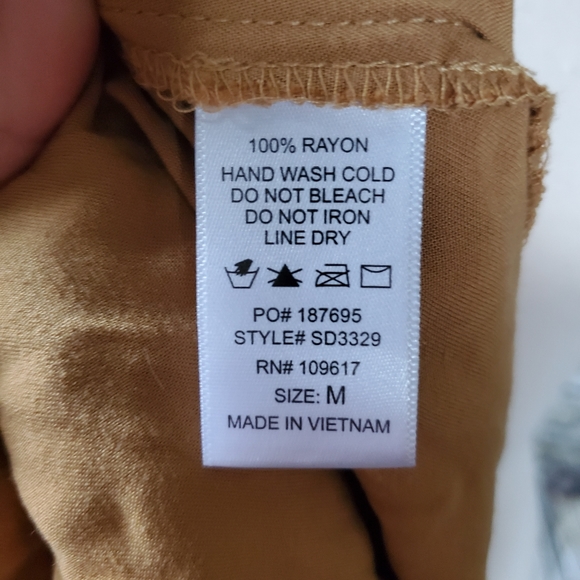 100% RAYON
HAND WASH COLD
DO NOT BLEACH
DO NOT IRON
LINE DRY
PO# 187695
STYLE# SD3329
RN# 109617
SIZE: M
MADE IN VIETNAM